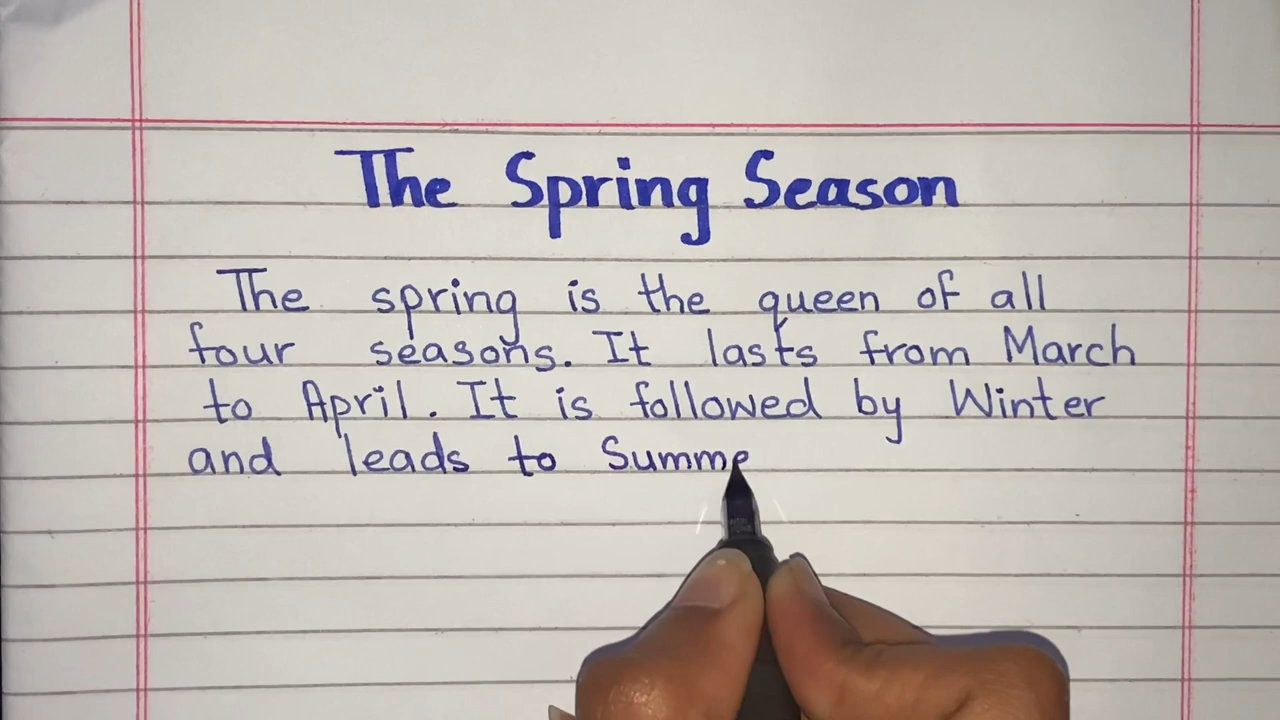 The Spring Season
The spring is the queen of all
four seasons. It lasts from March
to April. It is followed by Winter
and leads to Summe